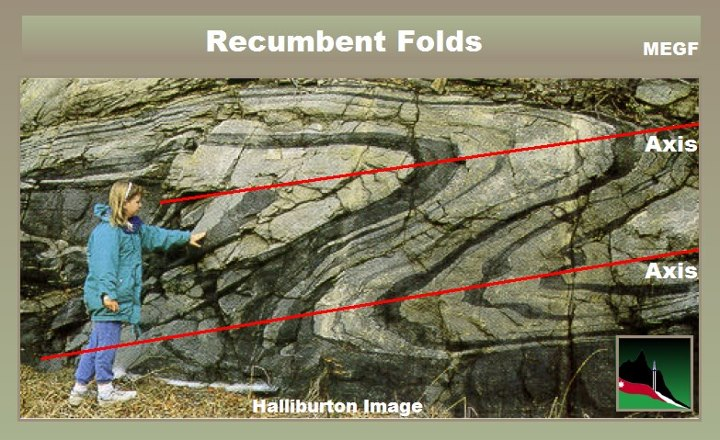 Recumbent Folds
MEGF
Axis
Axis
Halliburton Image